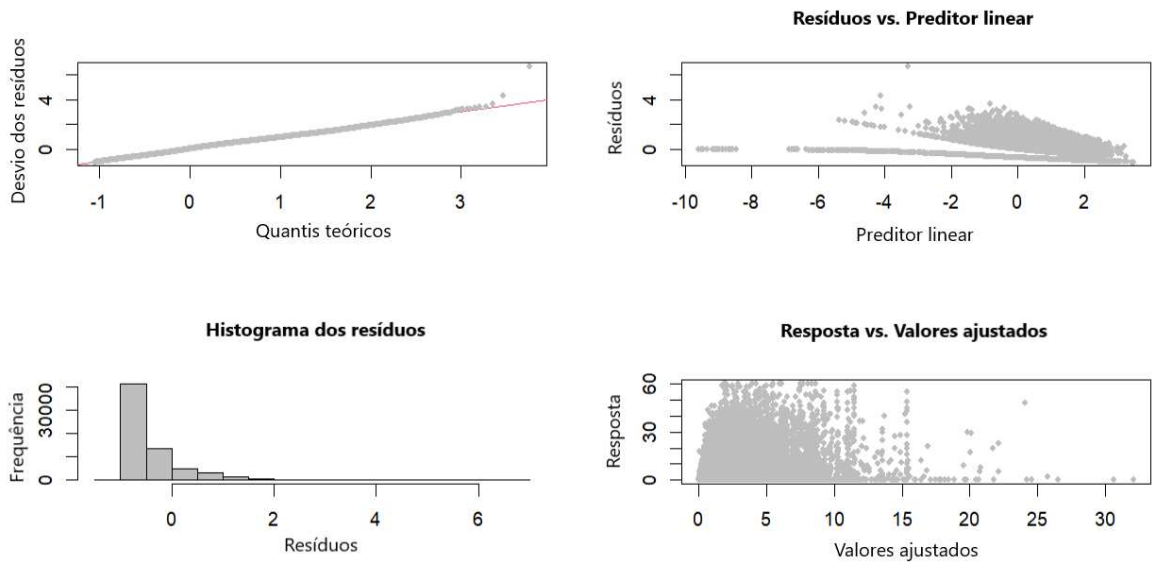 Desvio dos resíduos
4
0
-1 0 1 2 3
Quantis teóricos
Resíduos vs. Preditor linear
Resíduos
4
0
-10 -8 -6 -4 -2 0 2
Preditor linear
Histograma dos resíduos
Frequência
30000
0
0 2 4 6
Resíduos
Resposta vs. Valores ajustados
Resposta
60
30
0
0 5 10 15 20 25 30
Valores ajustados